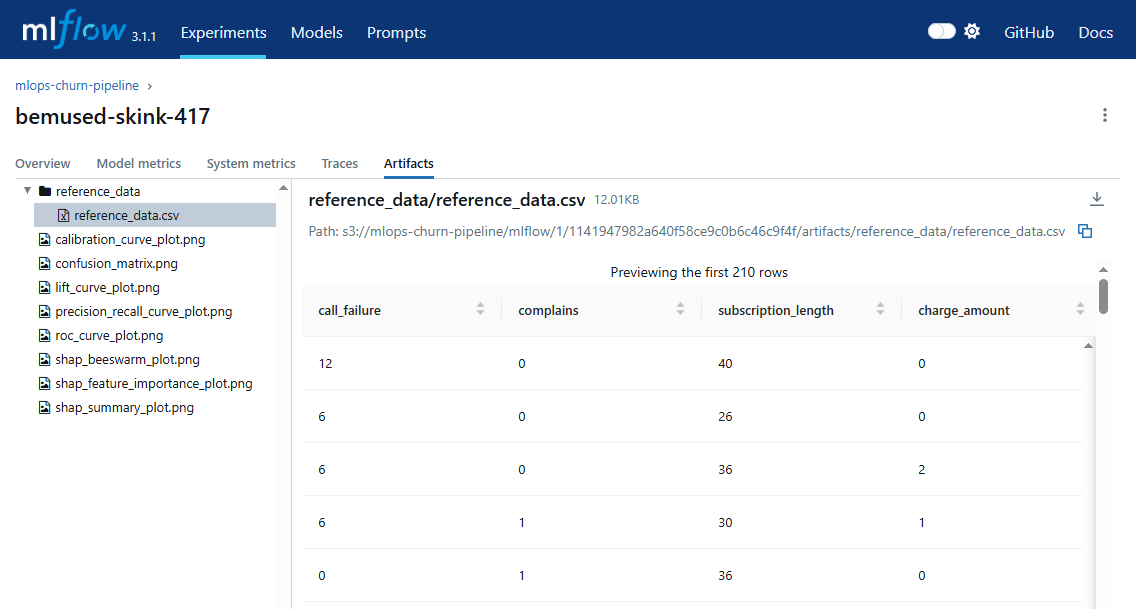 mlflow 3.1.1 Experiments Models Prompts GitHub Docs
mlops-churn-pipeline
bemused-skink-417
Overview Model metrics System metrics Traces Artifacts
reference_data
reference_data.csv
calibration_curve_plot.png
confusion_matrix.png
lift_curve_plot.png
precision_recall_curve_plot.png
roc_curve_plot.png
shap_beeswarm_plot.png
shap_feature_importance_plot.png
shap_summary_plot.png
reference_data/reference_data.csv 12.01KB
Path: s3://mlops-churn-pipeline/mlflow/1/1141947982a640f58ce9c0b6c46c9f4f/artifacts/reference_data/reference_data.csv
Previewing the first 210 rows
call_failure complains subscription_length charge_amount
12 0 40 0
6 0 26 0
6 0 36 2
6 1 30 1
0 1 36 0